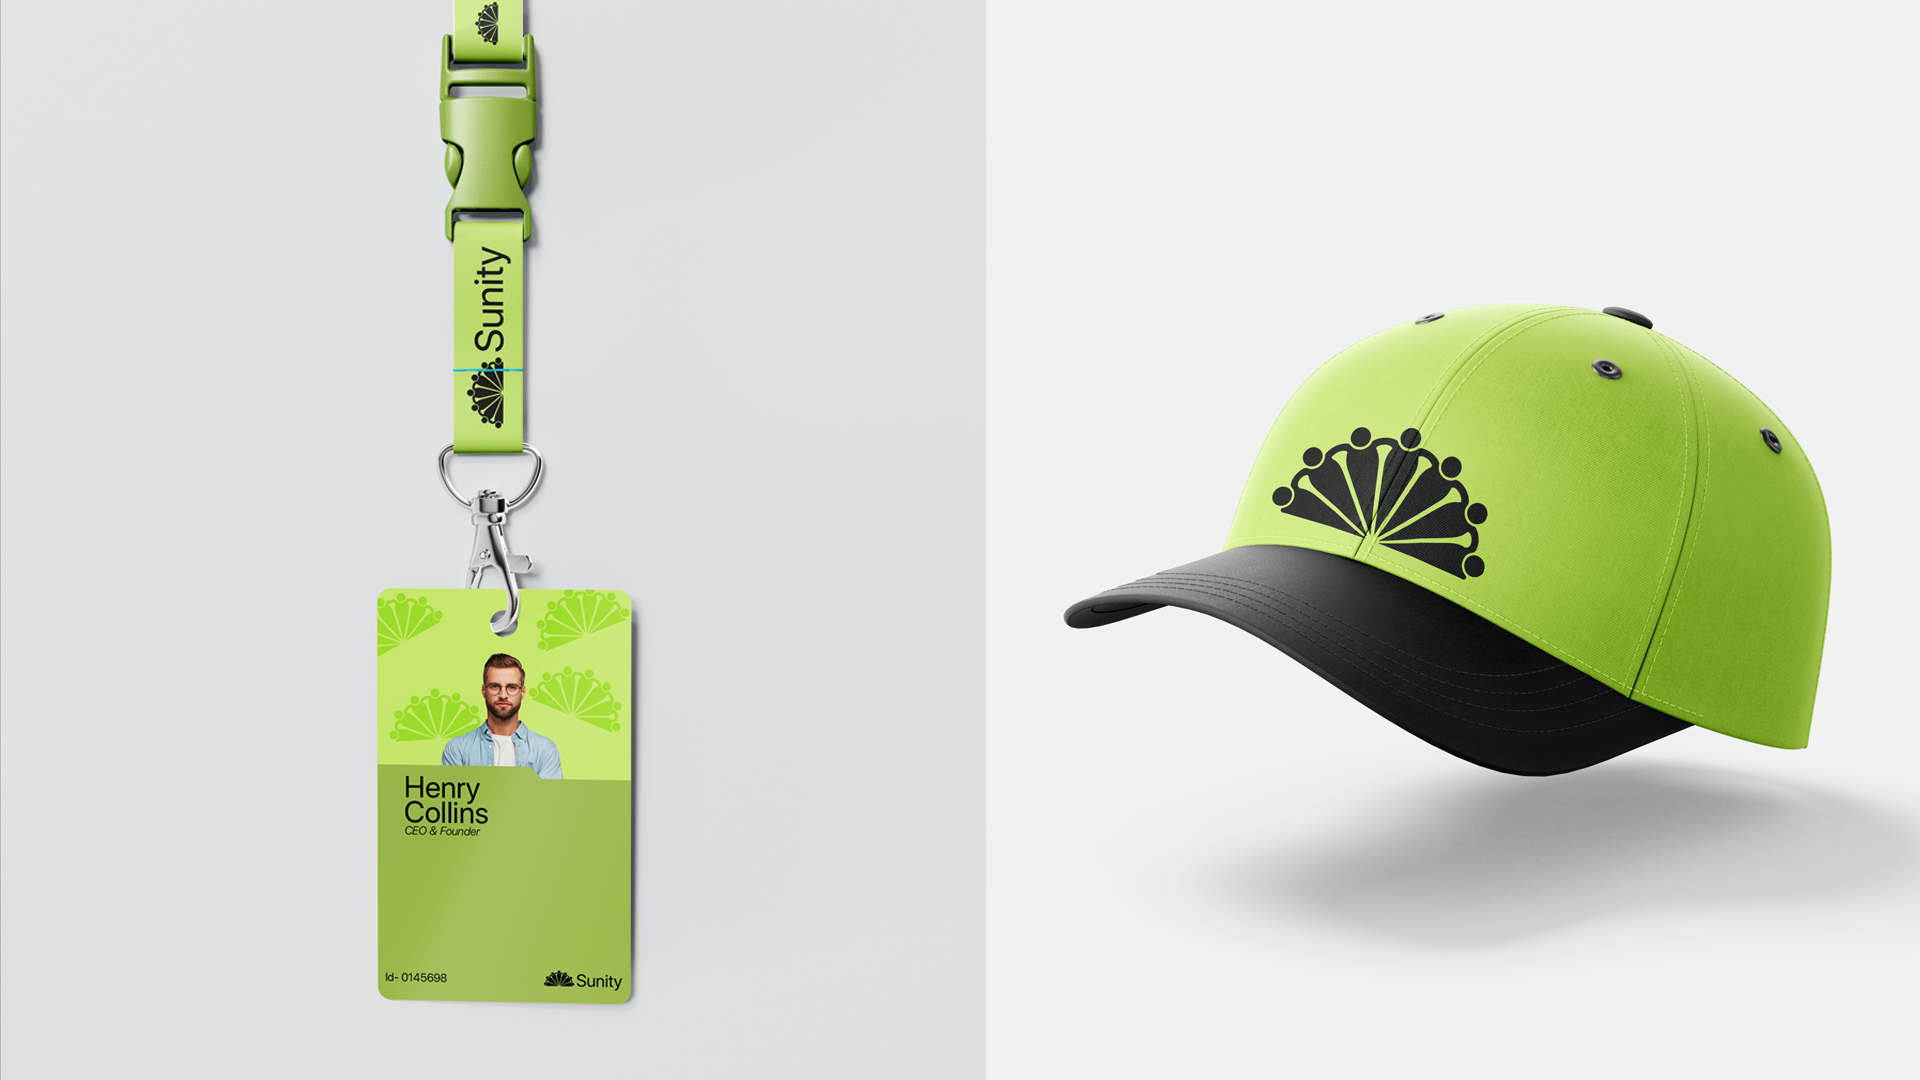 Sunity
Henry
Collins
CEO & Founder
Id- 0145698
Sunity